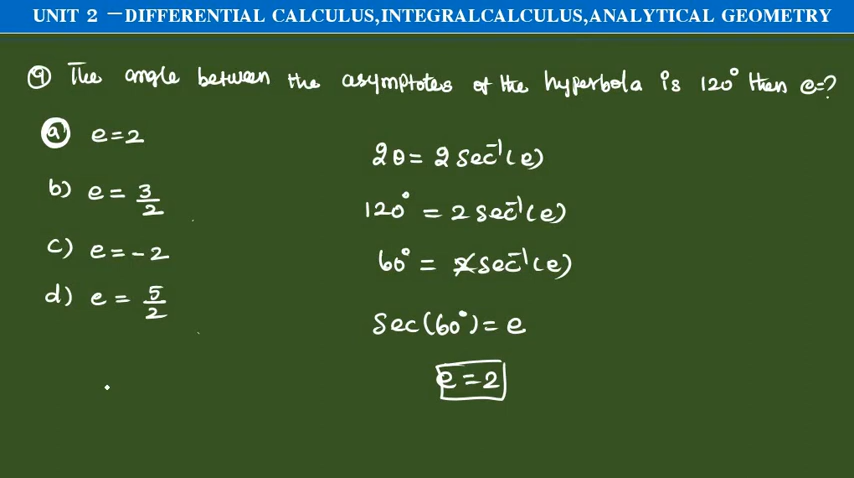 UNIT 2 —DIFFERENTIAL CALCULUS,INTEGRALCALCULUS,ANALYTICAL GEOMETRY
9) The angle between the asymptotes of the hyperbola is 120° then e=?
a) e = 2
b) e = 3/2
c) e = -2
d) e = 5/2
2θ = 2 sec⁻¹(e)
120° = 2 sec⁻¹(e)
60° = 2 sec⁻¹(e)
Sec(60°) = e
e = 2